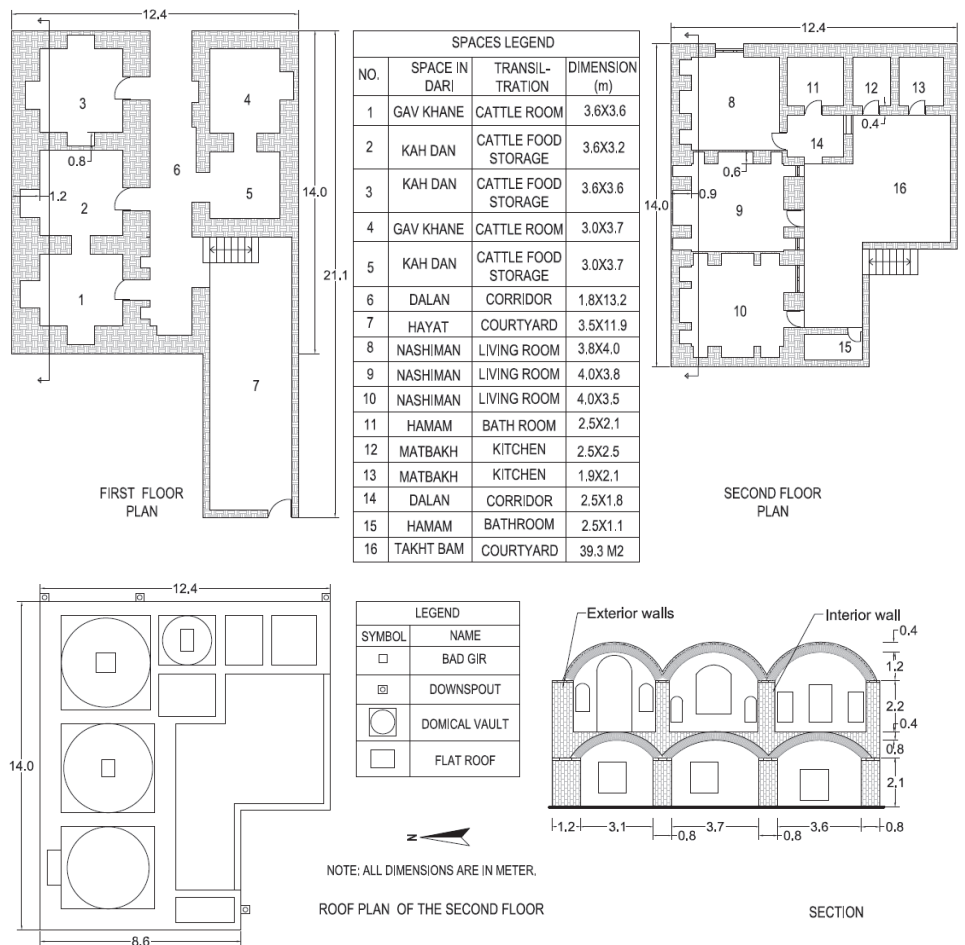 12.4
3
4
0.8
6
1.2
2
5
14.0
21.1
1
7
FIRST FLOOR
PLAN
SPACES LEGEND
NO. SPACE IN DARI TRANSIL-TRATION DIMENSION (m)
1 GAV KHANE CATTLE ROOM 3.6X3.6
2 KAH DAN CATTLE FOOD STORAGE 3.6X3.2
3 KAH DAN CATTLE FOOD STORAGE 3.6X3.6
4 GAV KHANE CATTLE ROOM 3.0X3.7
5 KAH DAN CATTLE FOOD STORAGE 3.0X3.7
6 DALAN CORRIDOR 1.8X13.2
7 HAYAT COURTYARD 3.5X11.9
8 NASHIMAN LIVING ROOM 3.8X4.0
9 NASHIMAN LIVING ROOM 4.0X3.8
10 NASHIMAN LIVING ROOM 4.0X3.5
11 HAMAM BATH ROOM 2.5X2.1
12 MATBAKH KITCHEN 2.5X2.5
13 MATBAKH KITCHEN 1.9X2.1
14 DALAN CORRIDOR 2.5X1.8
15 HAMAM BATHROOM 2.5X1.1
16 TAKHT BAM COURTYARD 39.3 M2
12.4
8
11
12
13
0.4
14
0.6
16
0.9
14.0
9
10
15
SECOND FLOOR
PLAN
12.4
14.0
8.6
LEGEND
SYMBOL NAME
BAD GIR
DOWNSPOUT
DOMICAL VAULT
FLAT ROOF
N
NOTE: ALL DIMENSIONS ARE IN METER.
ROOF PLAN OF THE SECOND FLOOR
Exterior walls
Interior wall
0.4
1.2
2.2
0.4
0.8
2.1
1.2 3.1 0.8 3.7 0.8 3.6 0.8
SECTION